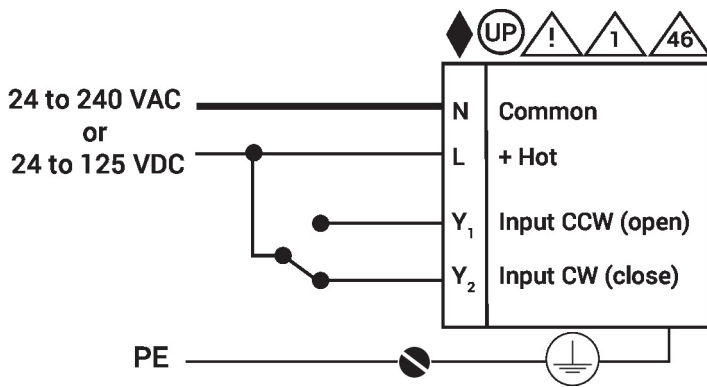 UP ! 1 46
24 to 240 VAC
or
24 to 125 VDC
N Common
L + Hot
Y1 Input CCW (open)
Y2 Input CW (close)
PE